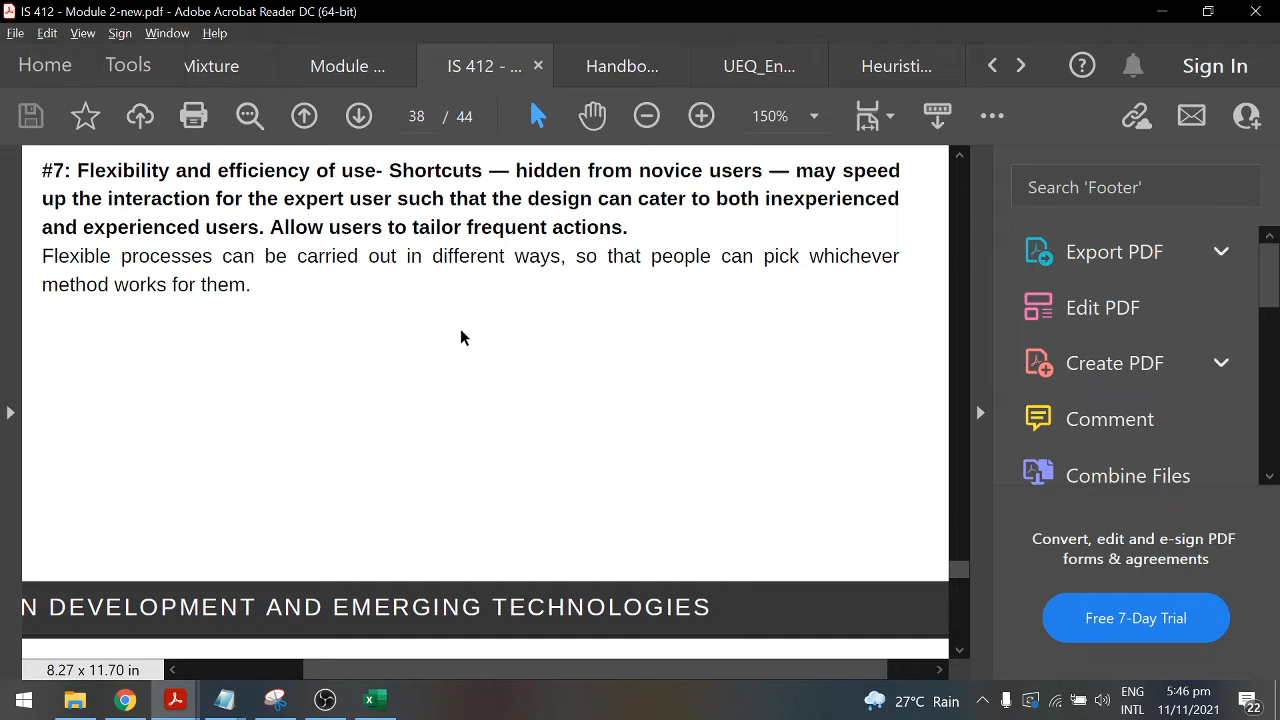 IS 412 - Module 2-new.pdf - Adobe Acrobat Reader DC (64-bit)
File Edit View Sign Window Help
Home Tools Mixture Module ... IS 412 - ... Handbo... UEQ_En... Heuristi... Sign In
38 / 44 150%
#7: Flexibility and efficiency of use- Shortcuts — hidden from novice users — may speed
up the interaction for the expert user such that the design can cater to both inexperienced
and experienced users. Allow users to tailor frequent actions.
Flexible processes can be carried out in different ways, so that people can pick whichever
method works for them.
N DEVELOPMENT AND EMERGING TECHNOLOGIES
8.27 x 11.70 in
Search 'Footer'
Export PDF
Edit PDF
Create PDF
Comment
Combine Files
Convert, edit and e-sign PDF
forms & agreements
Free 7-Day Trial
27°C Rain
ENG
INTL
5:46 pm
11/11/2021
22